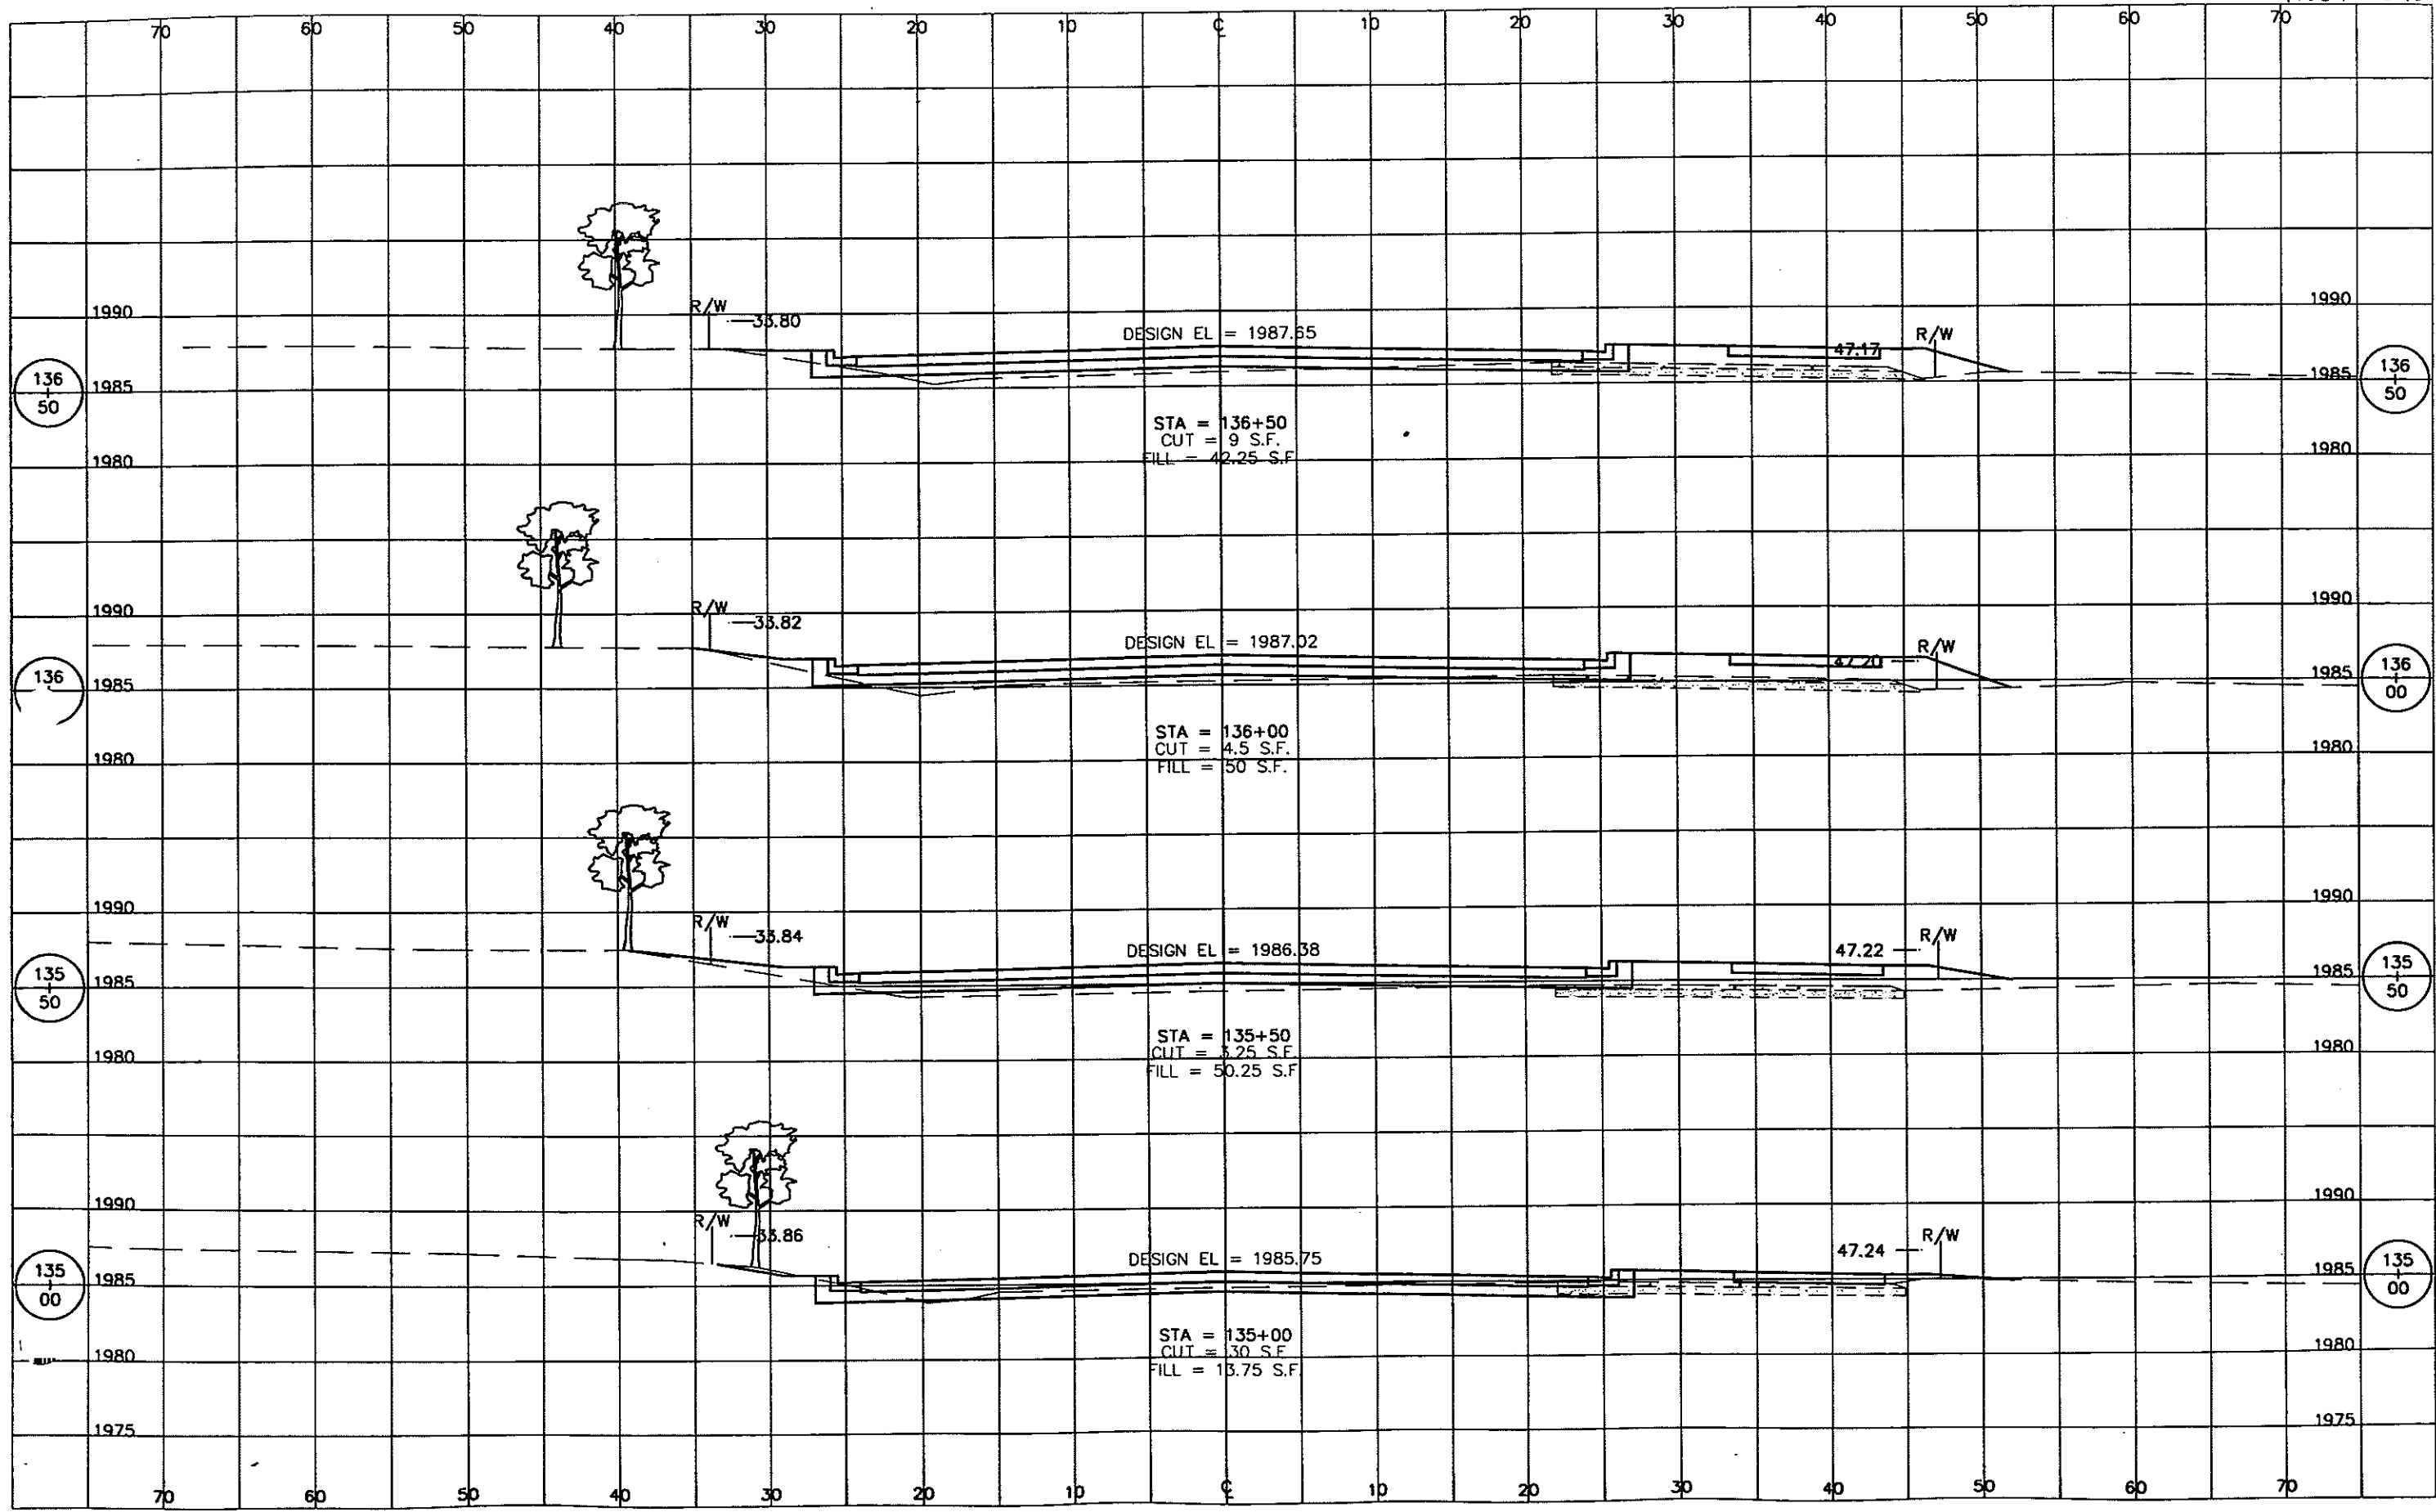 70 60 50 40 30 20 10 ℄ 10 20 30 40 50 60 70
1990 R/W 33.80 DESIGN EL = 1987.65 47.17 R/W 1990
136 50 1985 1985 136 50
STA = 136+50
CUT = 9 S.F.
1980 FILL = 42.25 S.F 1980
1990 R/W 33.82 DESIGN EL = 1987.02 47.20 R/W 1990
136 1985 1985 136 00
STA = 136+00
CUT = 4.5 S.F.
1980 FILL = 50 S.F. 1980
1990 R/W 33.84 DESIGN EL = 1986.38 47.22 R/W 1990
135 50 1985 1985 135 50
STA = 135+50
CUT = 3.25 S.F.
1980 FILL = 50.25 S.F 1980
1990 R/W 33.86 DESIGN EL = 1985.75 47.24 R/W 1990
135 00 1985 1985 135 00
STA = 135+00
CUT = 30 S.F.
1980 FILL = 13.75 S.F. 1980
1975 1975
70 60 50 40 30 20 10 ℄ 10 20 30 40 50 60 70